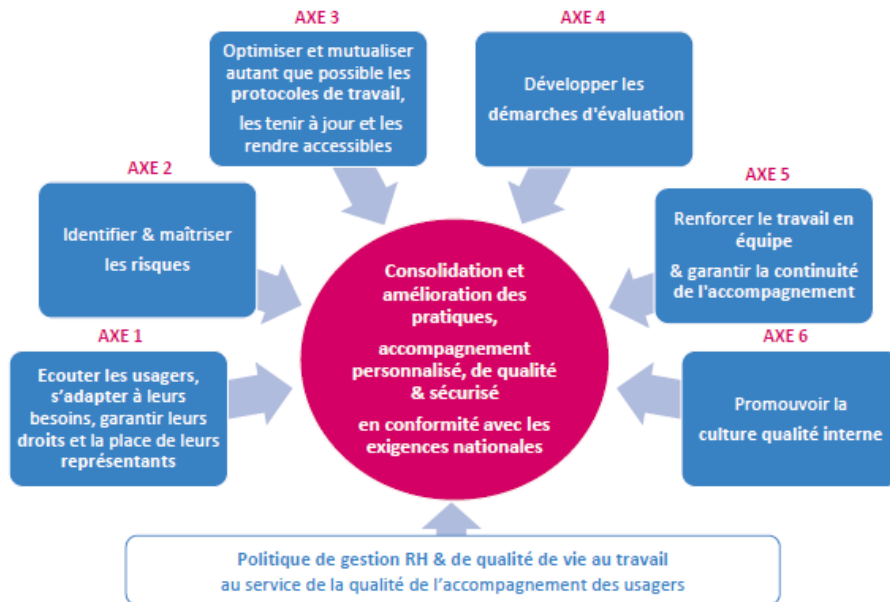 AXE 3
Optimiser et mutualiser
autant que possible les
protocoles de travail,
les tenir à jour et les
rendre accessibles
AXE 4
Développer les
démarches d'évaluation
AXE 2
Identifier & maîtriser
les risques
AXE 5
Renforcer le travail en
équipe
& garantir la continuité
de l'accompagnement
Consolidation et
amélioration des
pratiques,
accompagnement
personnalisé, de qualité
& sécurisé
en conformité avec les
exigences nationales
AXE 1
Ecouter les usagers,
s'adapter à leurs
besoins, garantir leurs
droits et la place de leurs
représentants
AXE 6
Promouvoir la
culture qualité interne
Politique de gestion RH & de qualité de vie au travail
au service de la qualité de l'accompagnement des usagers